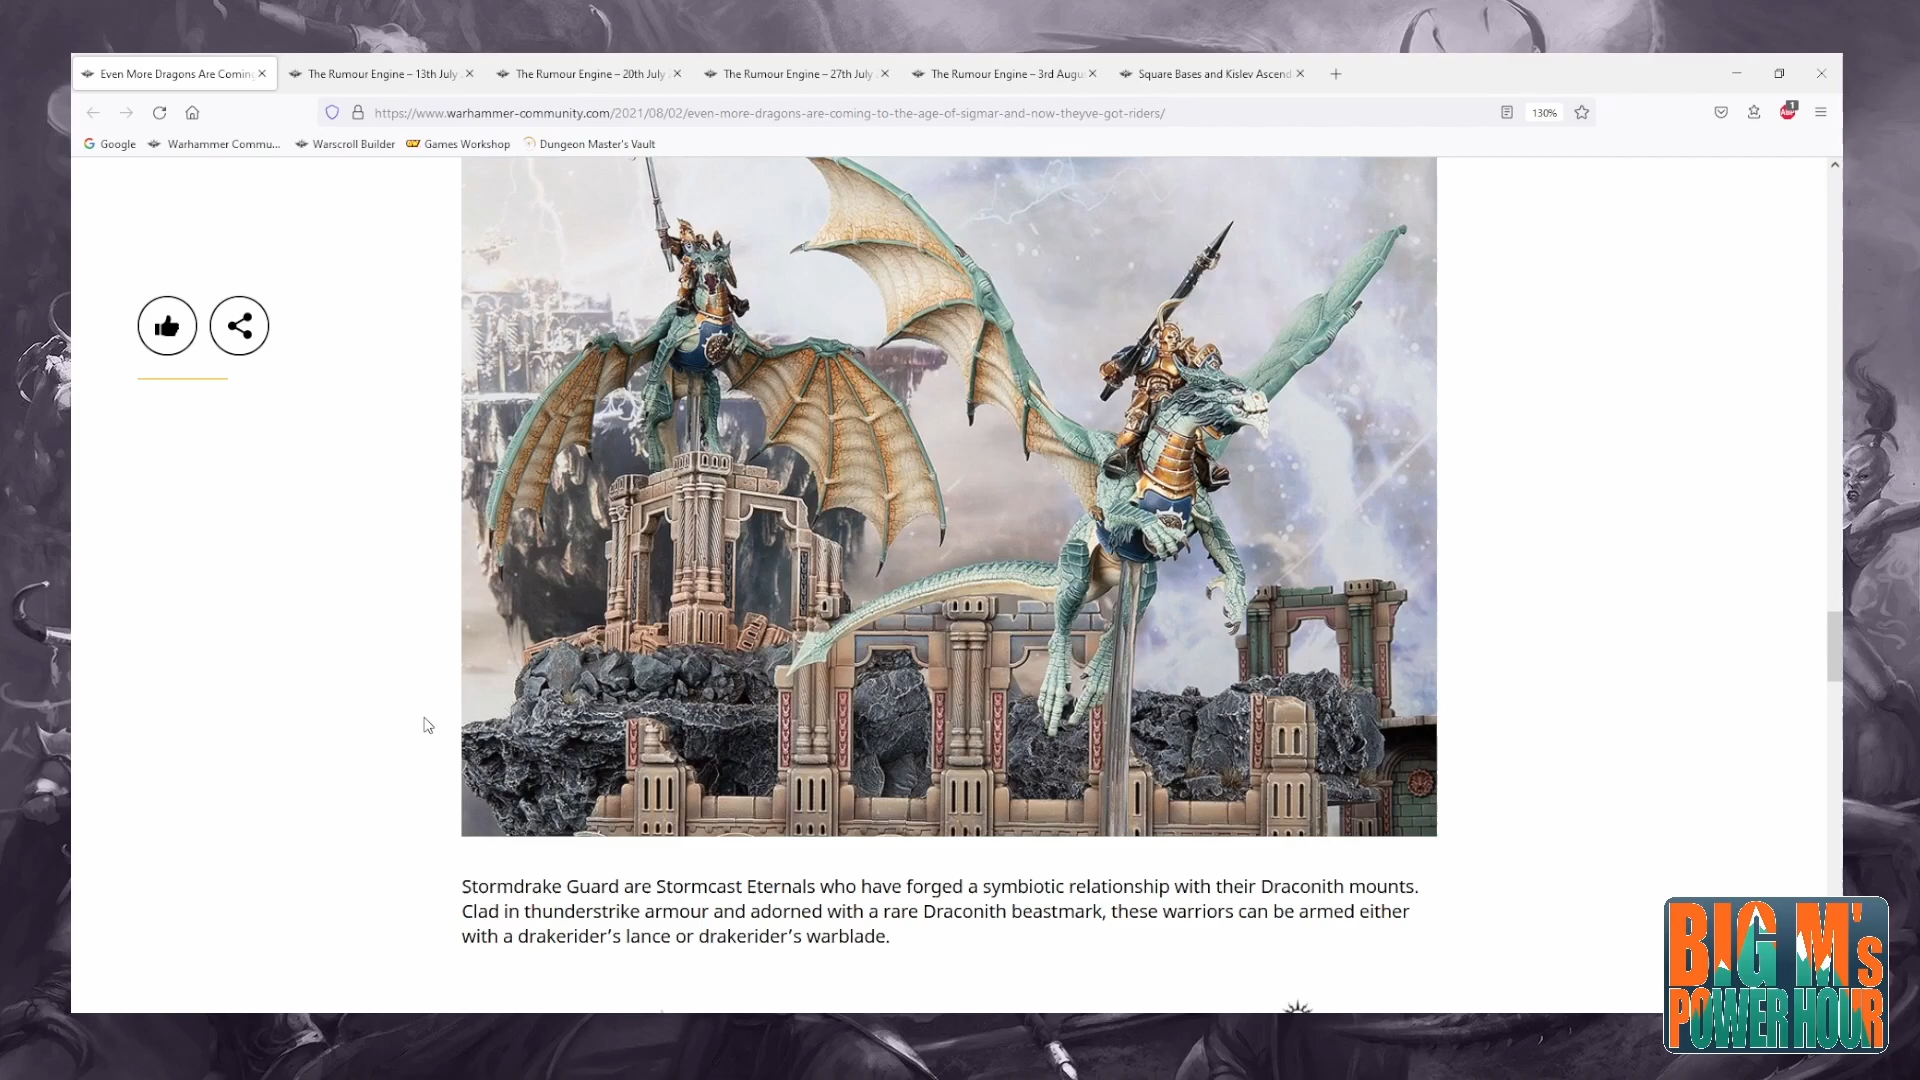 Even More Dragons Are Coming
The Rumour Engine – 13th July
The Rumour Engine – 20th July
The Rumour Engine – 27th July
The Rumour Engine – 3rd Augu
Square Bases and Kislev Ascend
https://www.warhammer-community.com/2021/08/02/even-more-dragons-are-coming-to-the-age-of-sigmar-and-now-theyve-got-riders/
130%
ABP
1
Google
Warhammer Commu...
Warscroll Builder
Games Workshop
Dungeon Master's Vault
Stormdrake Guard are Stormcast Eternals who have forged a symbiotic relationship with their Draconith mounts.
Clad in thunderstrike armour and adorned with a rare Draconith beastmark, these warriors can be armed either
with a drakerider’s lance or drakerider’s warblade.
BIG M's
POWER HOUR